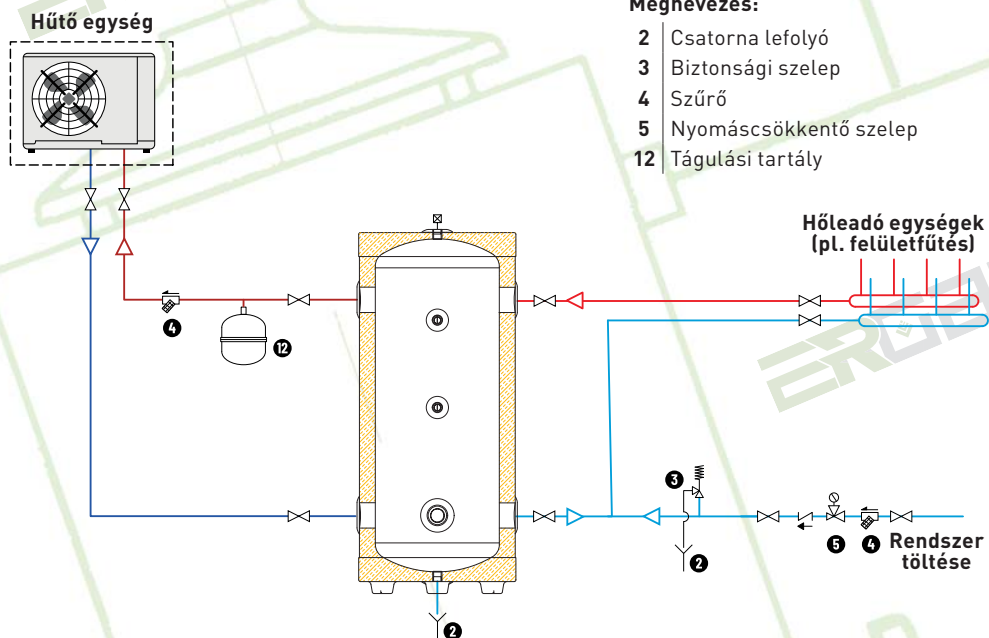 Hűtő egység
Megnevezés:
2 Csatorna lefolyó
3 Biztonsági szelep
4 Szűrő
5 Nyomáscsökkentő szelep
12 Tágulási tartály
Hőleadó egységek
(pl. felületfűtés)
4
12
3
2
5
4
Rendszer
töltése
2